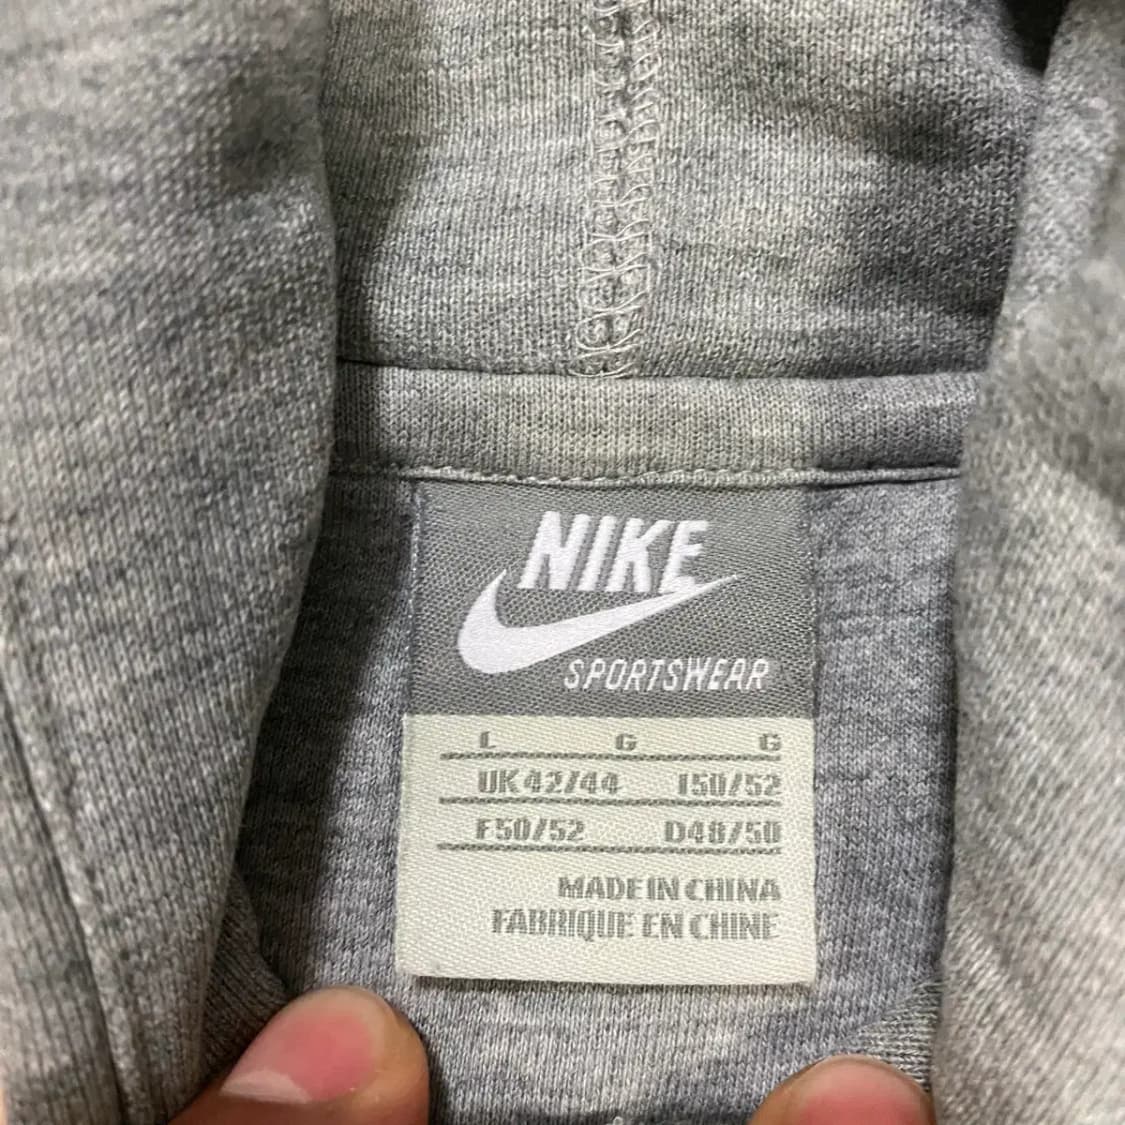 NIKE
SPORTSWEAR
L G G
UK 42/44 I50/52
F50/52 D48/50
MADE IN CHINA
FABRIQUE EN CHINE